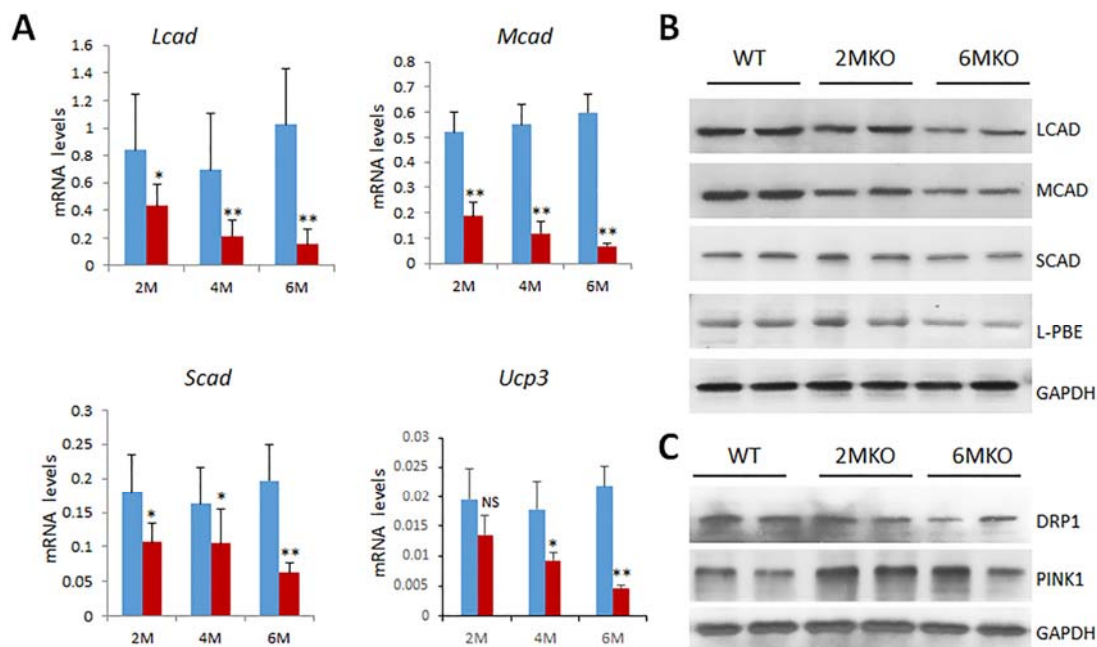 A
Lcad
mRNA levels
1.6
1.4
1.2
1
0.8
0.6
0.4
0.2
0
*
**
**
2M 4M 6M
Mcad
mRNA levels
0.8
0.7
0.6
0.5
0.4
0.3
0.2
0.1
0
**
**
**
2M 4M 6M
Scad
mRNA levels
0.3
0.25
0.2
0.15
0.1
0.05
0
*
*
**
2M 4M 6M
Ucp3
mRNA levels
0.03
0.025
0.02
0.015
0.01
0.005
0
NS
*
**
2M 4M 6M
B
WT 2MKO 6MKO
LCAD
MCAD
SCAD
L-PBE
GAPDH
C
WT 2MKO 6MKO
DRP1
PINK1
GAPDH